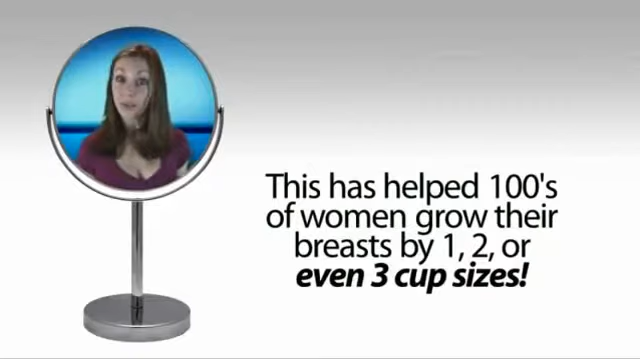 This has helped 100's
of women grow their
breasts by 1, 2, or
even 3 cup sizes!